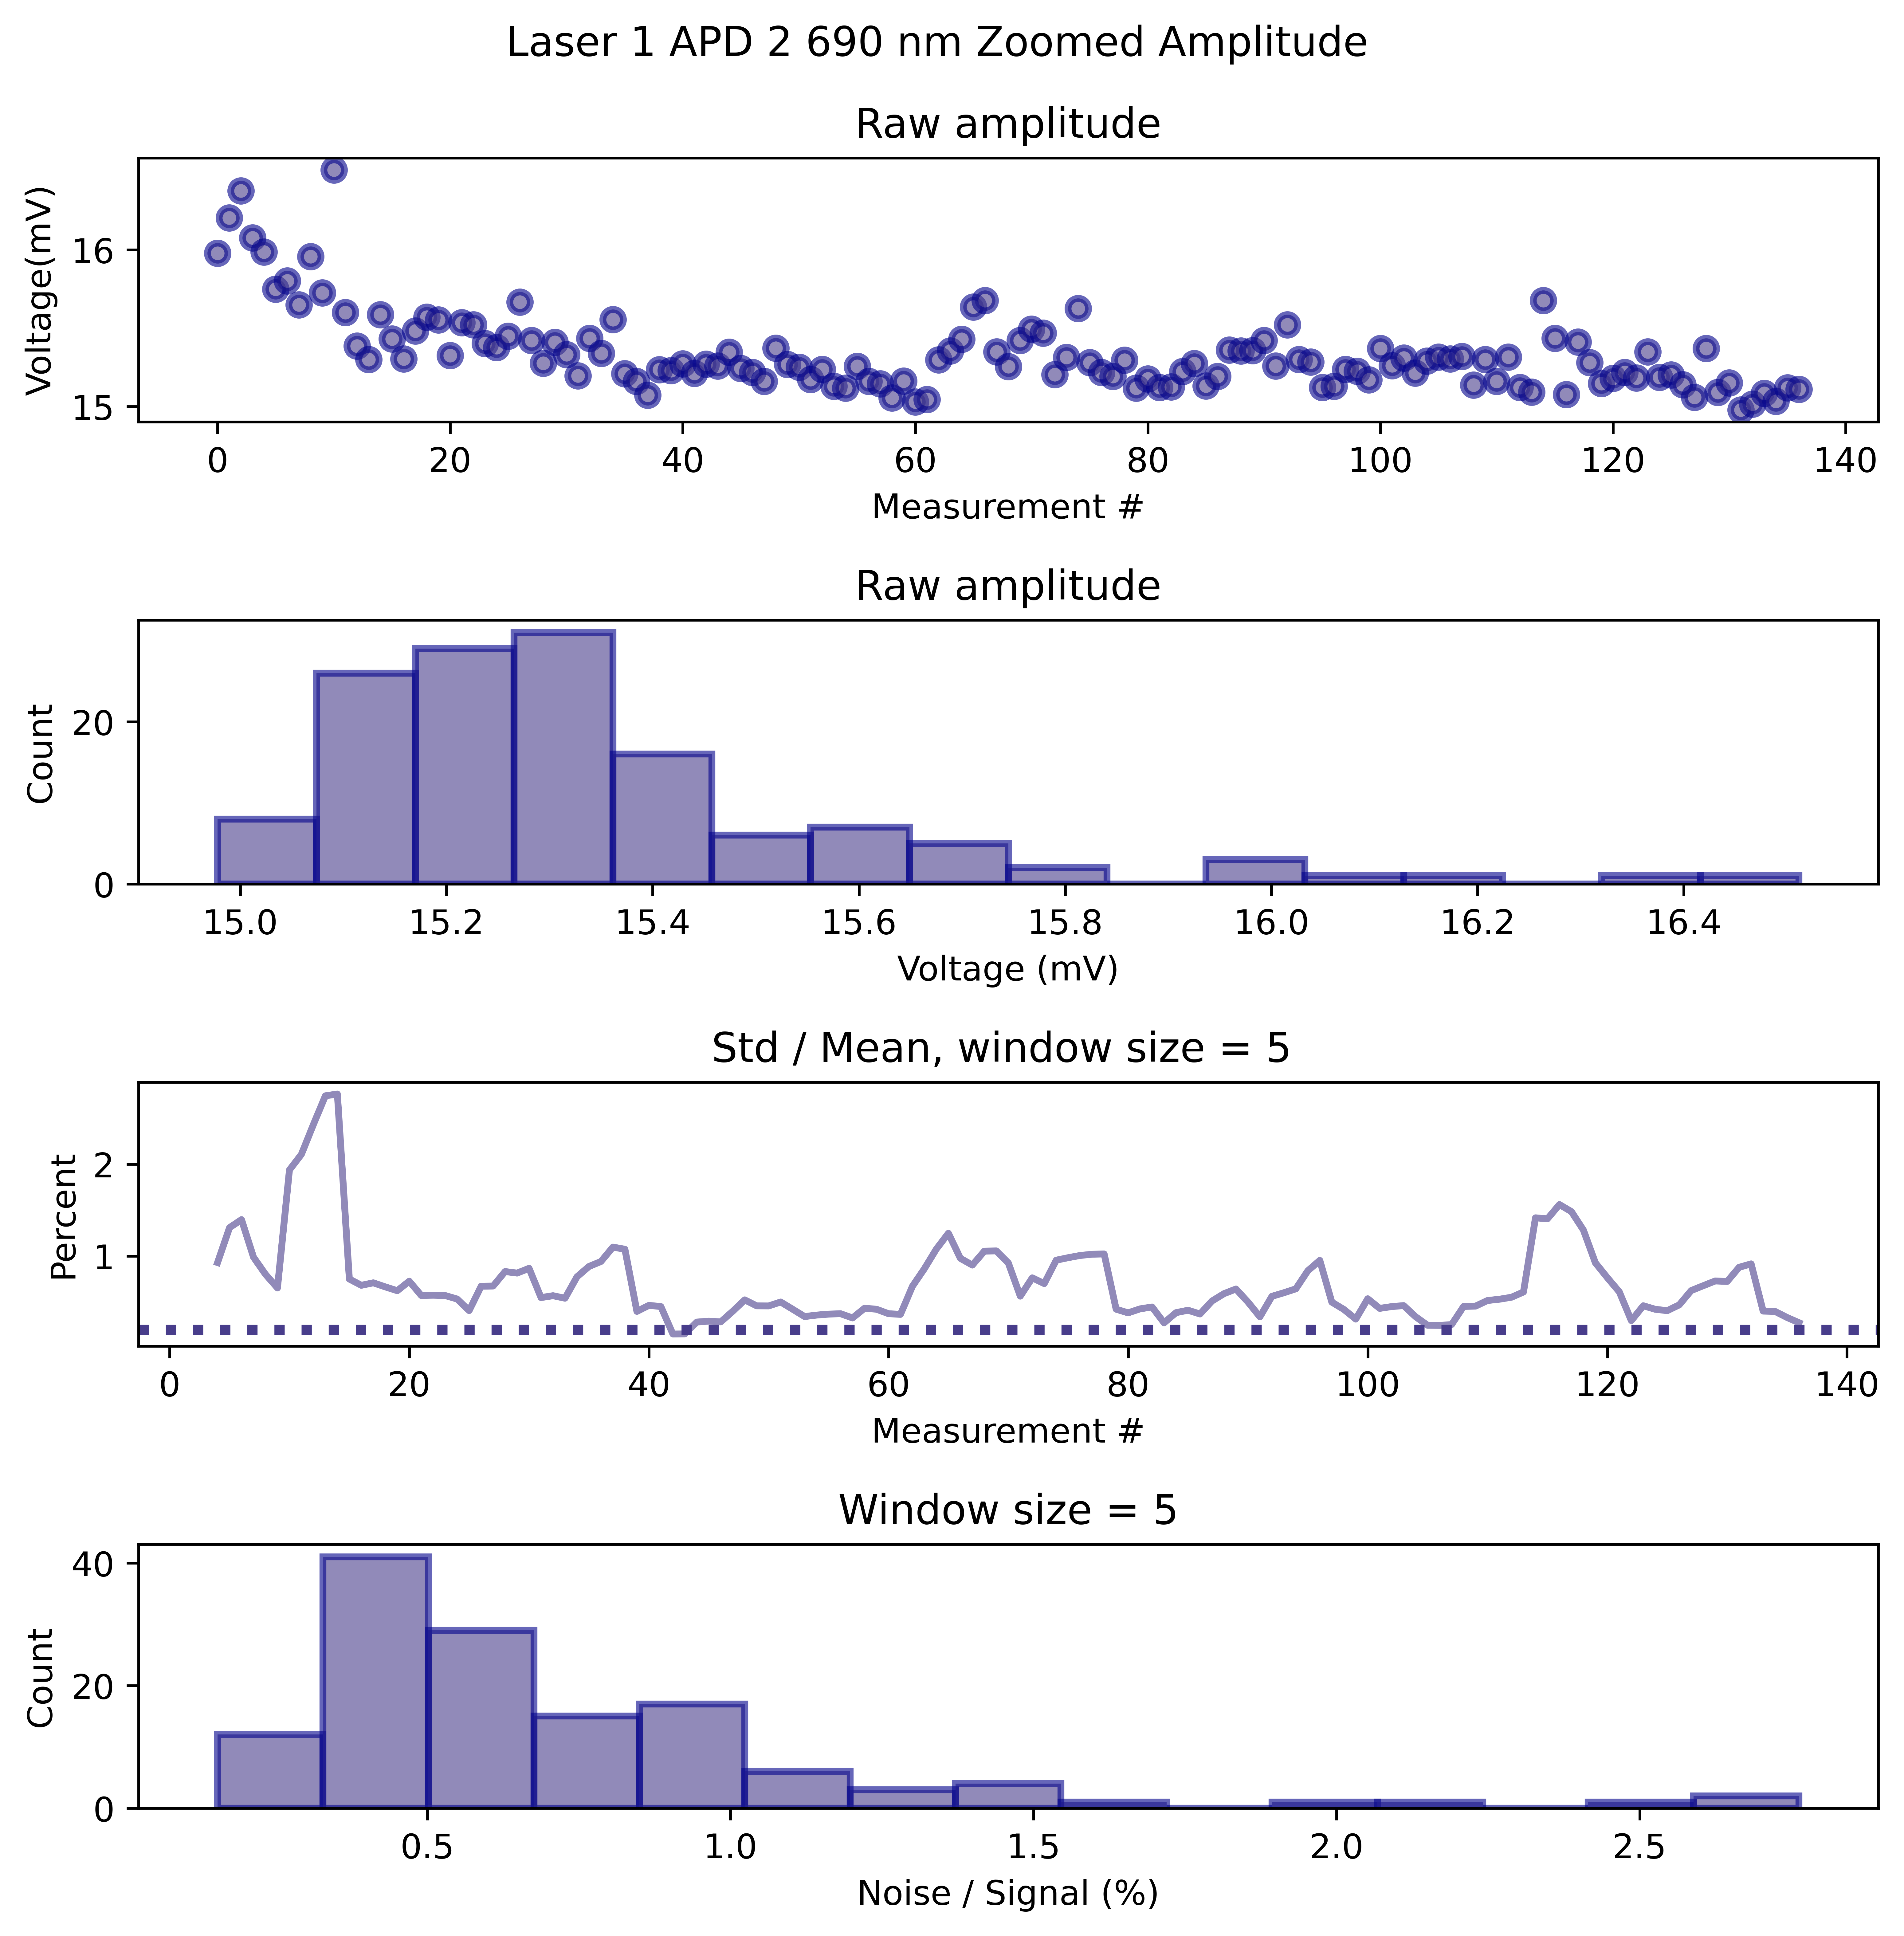 Laser 1 APD 2 690 nm Zoomed Amplitude
Raw amplitude
Voltage(mV)
16
15
0 20 40 60 80 100 120 140
Measurement #
Raw amplitude
Count
20
0
15.0 15.2 15.4 15.6 15.8 16.0 16.2 16.4
Voltage (mV)
Std / Mean, window size = 5
Percent
2
1
0 20 40 60 80 100 120 140
Measurement #
Window size = 5
Count
40
20
0
0.5 1.0 1.5 2.0 2.5
Noise / Signal (%)